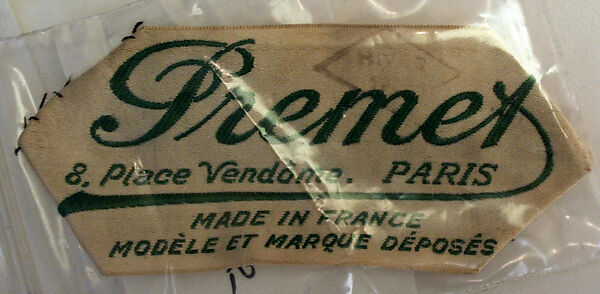 Premet
8, Place Vendôme. PARIS
MADE IN FRANCE
MODÈLE ET MARQUE DÉPOSÉS